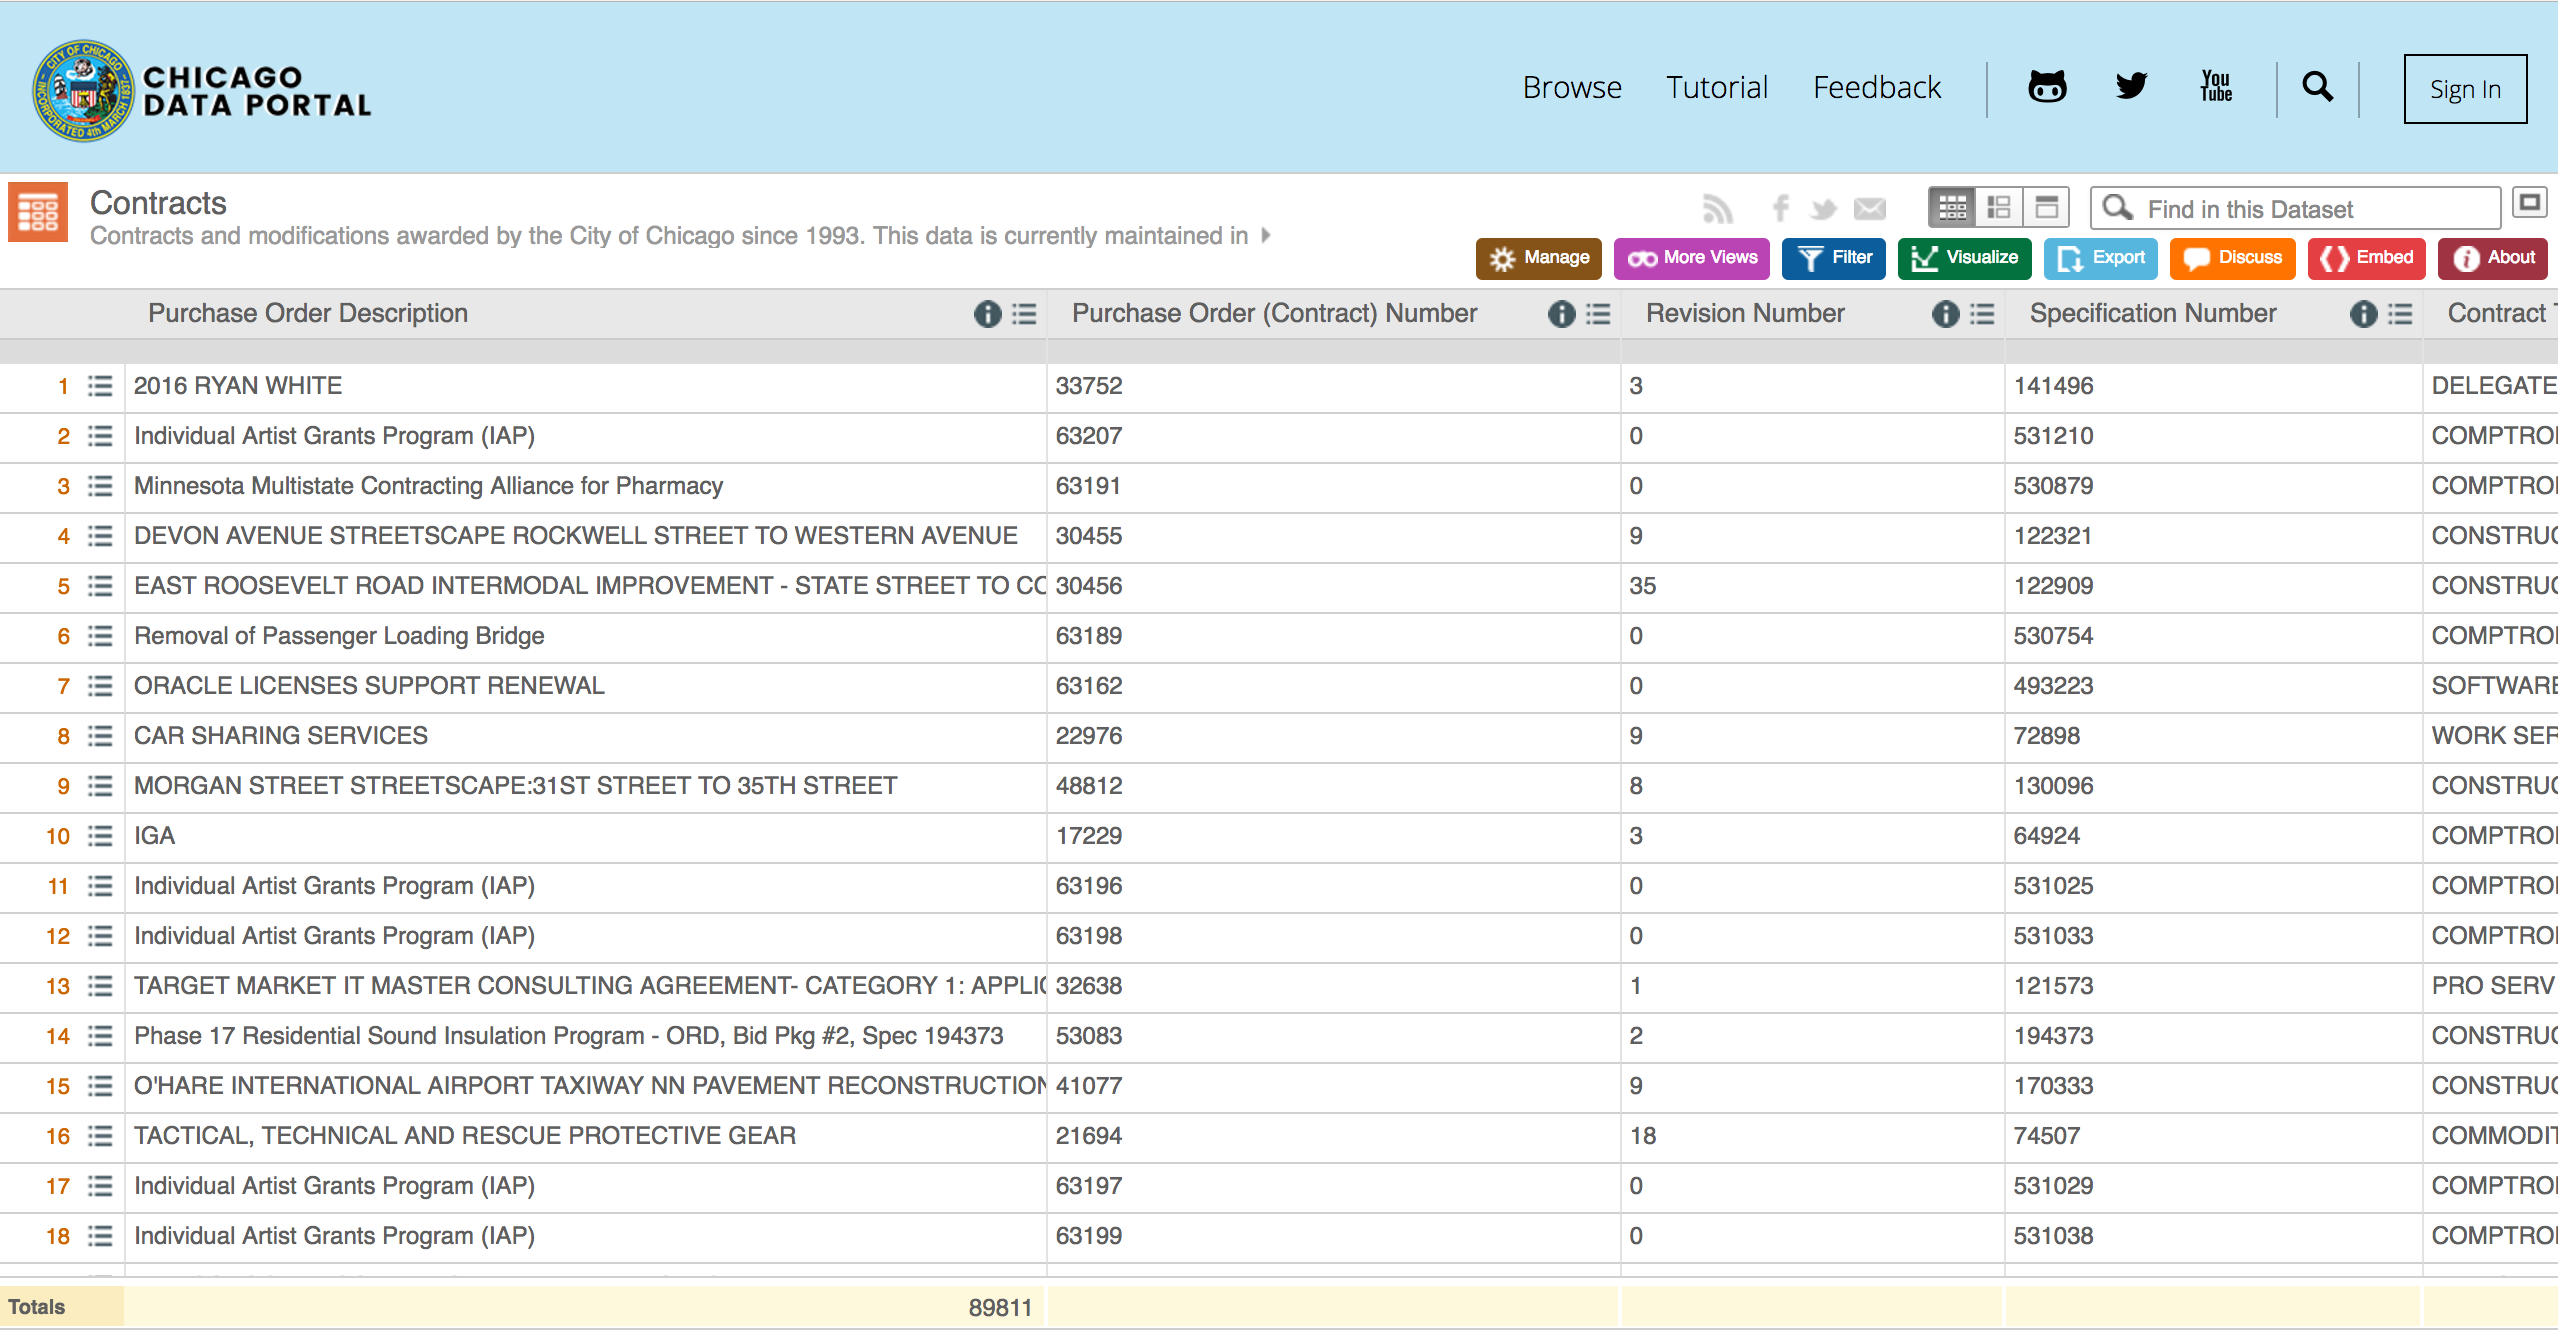 CHICAGO
DATA PORTAL
Browse Tutorial Feedback You Tube Sign In
Contracts
Contracts and modifications awarded by the City of Chicago since 1993. This data is currently maintained in
Find in this Dataset
Manage More Views Filter Visualize Export Discuss Embed About
Purchase Order Description Purchase Order (Contract) Number Revision Number Specification Number Contract
1 2016 RYAN WHITE 33752 3 141496 DELEGATE
2 Individual Artist Grants Program (IAP) 63207 0 531210 COMPTRO
3 Minnesota Multistate Contracting Alliance for Pharmacy 63191 0 530879 COMPTRO
4 DEVON AVENUE STREETSCAPE ROCKWELL STREET TO WESTERN AVENUE 30455 9 122321 CONSTRUC
5 EAST ROOSEVELT ROAD INTERMODAL IMPROVEMENT - STATE STREET TO CO 30456 35 122909 CONSTRUC
6 Removal of Passenger Loading Bridge 63189 0 530754 COMPTRO
7 ORACLE LICENSES SUPPORT RENEWAL 63162 0 493223 SOFTWARE
8 CAR SHARING SERVICES 22976 9 72898 WORK SER
9 MORGAN STREET STREETSCAPE:31ST STREET TO 35TH STREET 48812 8 130096 CONSTRUC
10 IGA 17229 3 64924 COMPTRO
11 Individual Artist Grants Program (IAP) 63196 0 531025 COMPTRO
12 Individual Artist Grants Program (IAP) 63198 0 531033 COMPTRO
13 TARGET MARKET IT MASTER CONSULTING AGREEMENT- CATEGORY 1: APPLIC 32638 1 121573 PRO SERV
14 Phase 17 Residential Sound Insulation Program - ORD, Bid Pkg #2, Spec 194373 53083 2 194373 CONSTRUC
15 O'HARE INTERNATIONAL AIRPORT TAXIWAY NN PAVEMENT RECONSTRUCTION 41077 9 170333 CONSTRUC
16 TACTICAL, TECHNICAL AND RESCUE PROTECTIVE GEAR 21694 18 74507 COMMODIT
17 Individual Artist Grants Program (IAP) 63197 0 531029 COMPTRO
18 Individual Artist Grants Program (IAP) 63199 0 531038 COMPTRO
Totals 89811